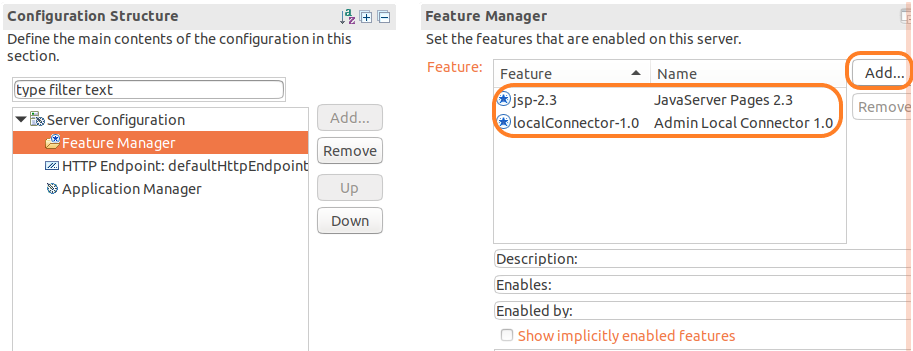 Configuration Structure
Define the main contents of the configuration in this
section.
type filter text
Server Configuration
Feature Manager
HTTP Endpoint: defaultHttpEndpoint
Application Manager
Add...
Remove
Up
Down
Feature Manager
Set the features that are enabled on this server.
Feature:
Feature Name
jsp-2.3 JavaServer Pages 2.3
localConnector-1.0 Admin Local Connector 1.0
Add...
Remove
Description:
Enables:
Enabled by:
Show implicitly enabled features